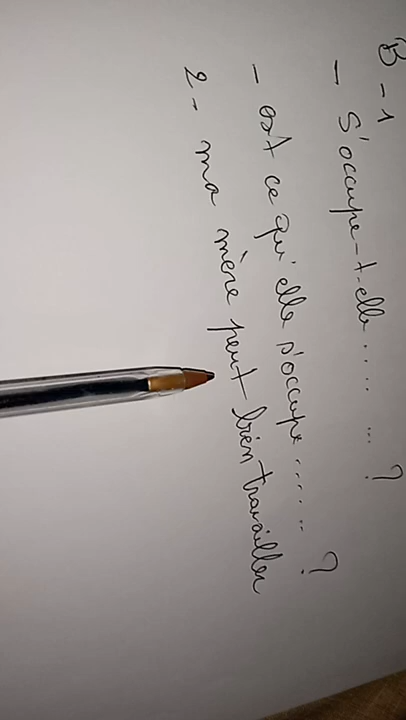 B - 1
- S'occupe-t-elle ..... ... ?
- est ce qu'elle s'occupe ...... ?
2 - ma mère peut bien travailler